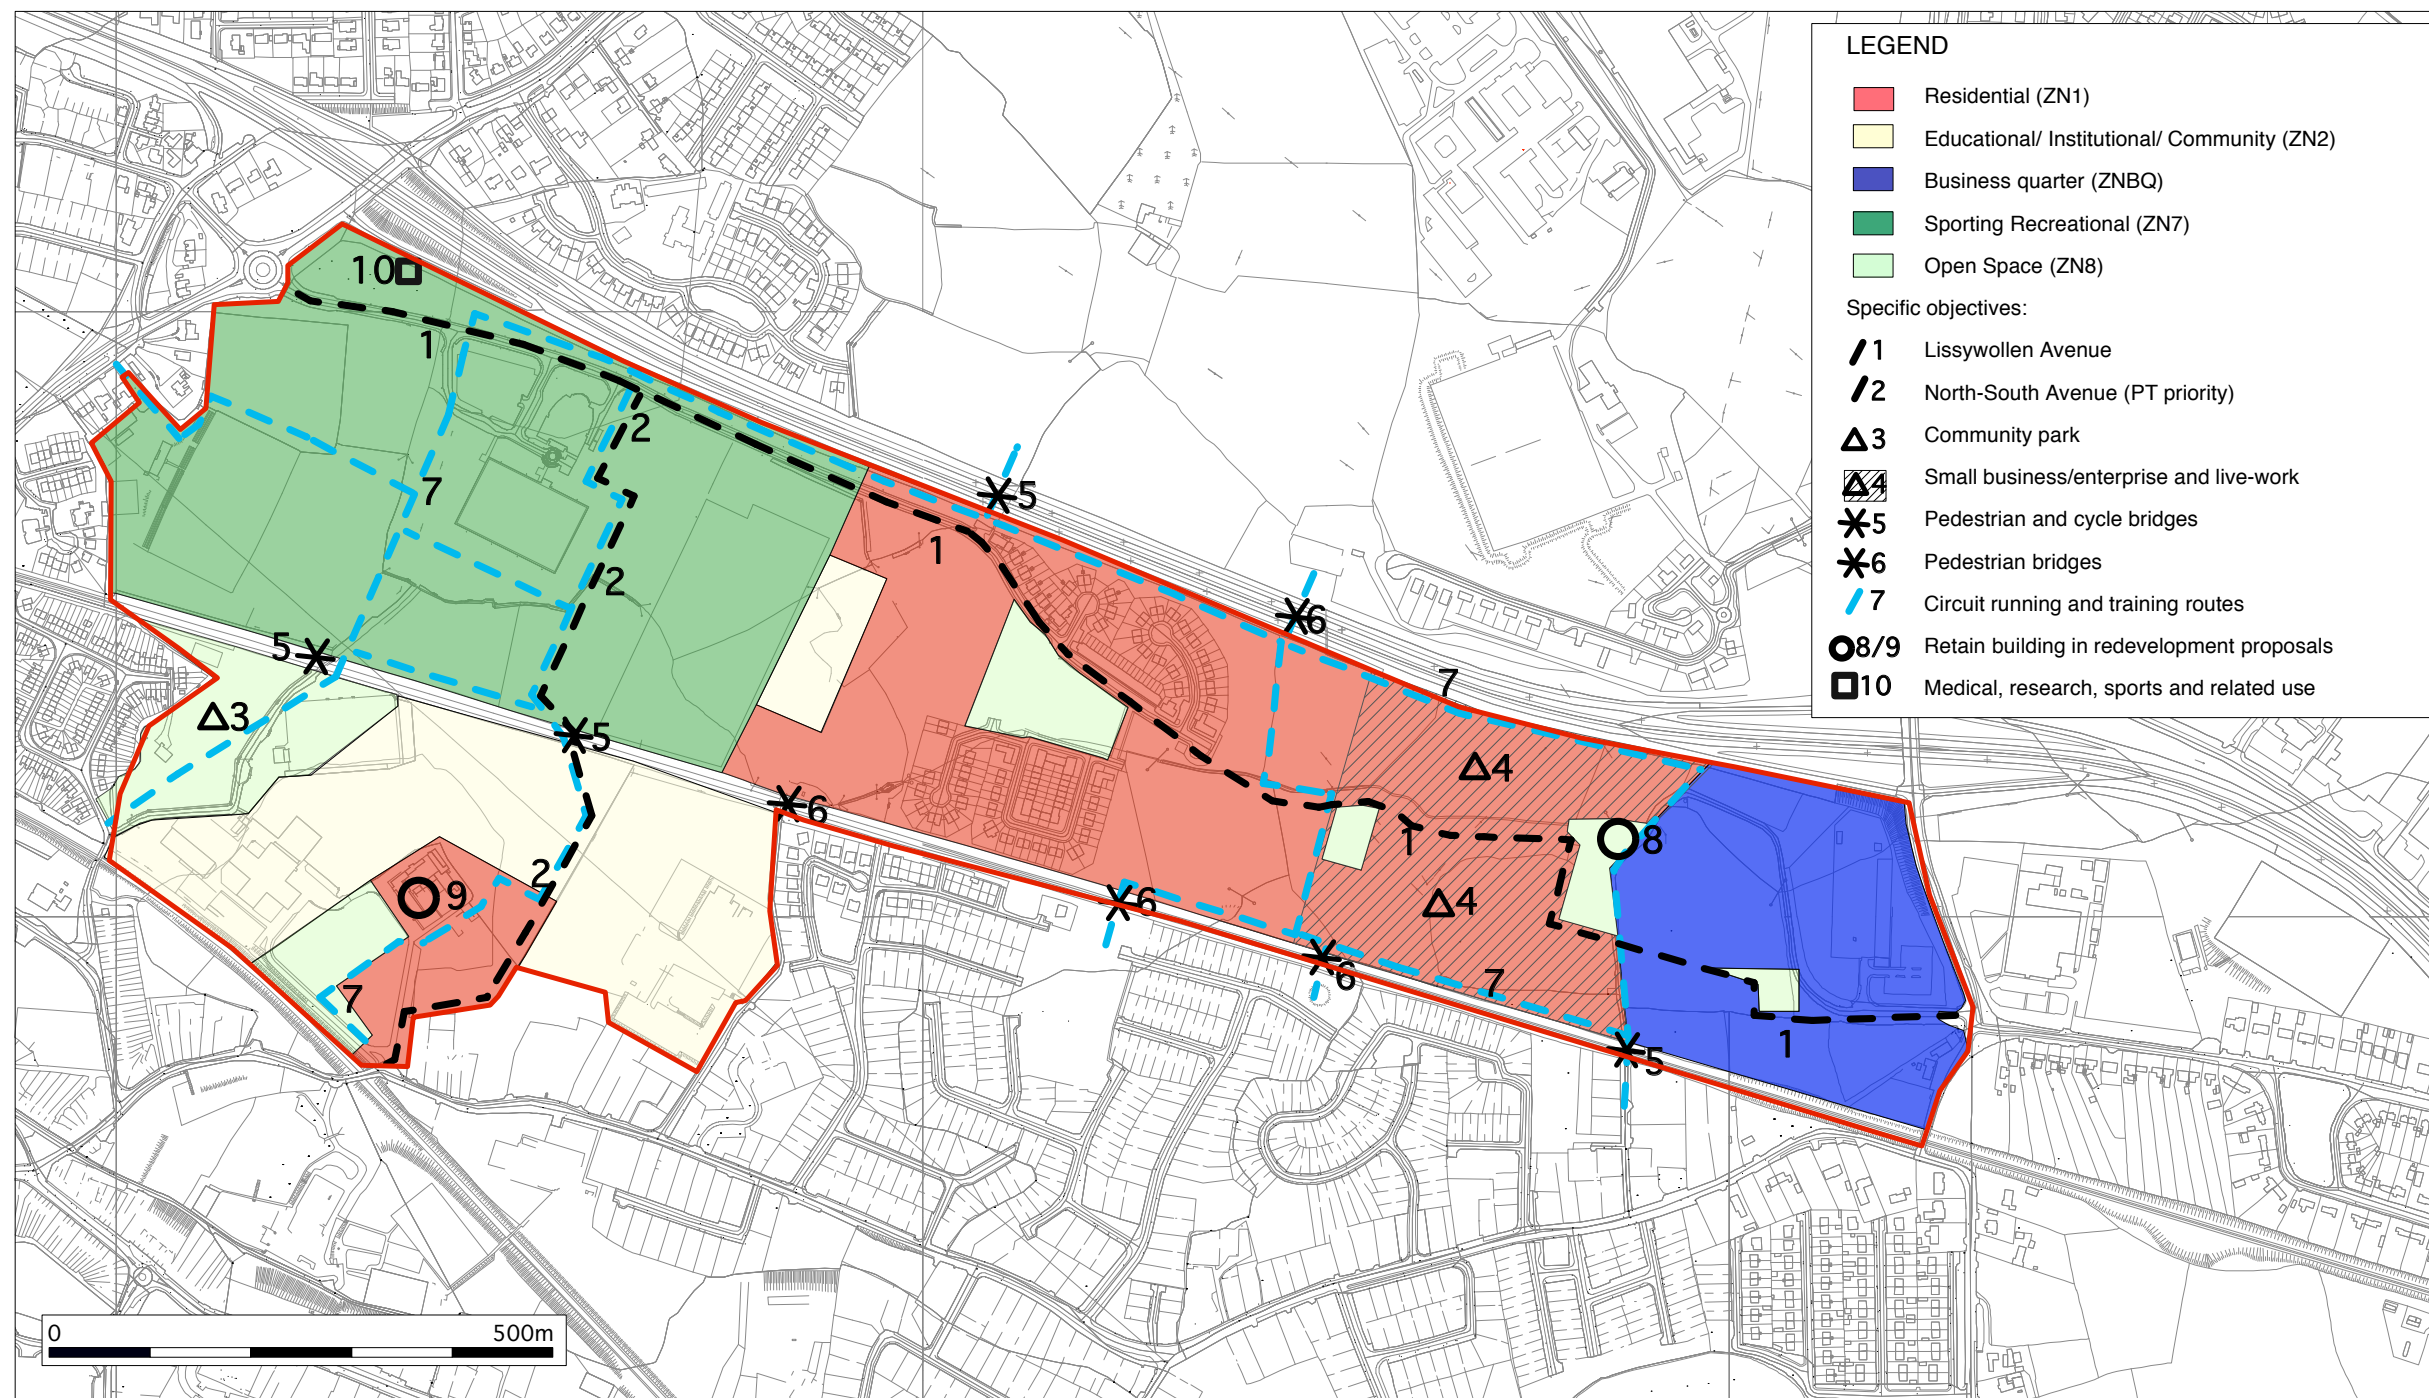 LEGEND
Residential (ZN1)
Educational/ Institutional/ Community (ZN2)
Business quarter (ZNBQ)
Sporting Recreational (ZN7)
Open Space (ZN8)
Specific objectives:
1 Lissywollen Avenue
2 North-South Avenue (PT priority)
3 Community park
4 Small business/enterprise and live-work
5 Pedestrian and cycle bridges
6 Pedestrian bridges
7 Circuit running and training routes
8/9 Retain building in redevelopment proposals
10 Medical, research, sports and related use
10
1
2
7
5
1
2
6
5
7
3
5
4
6
1
8
2
9
4
6
7
6
7
1
5
0 500m